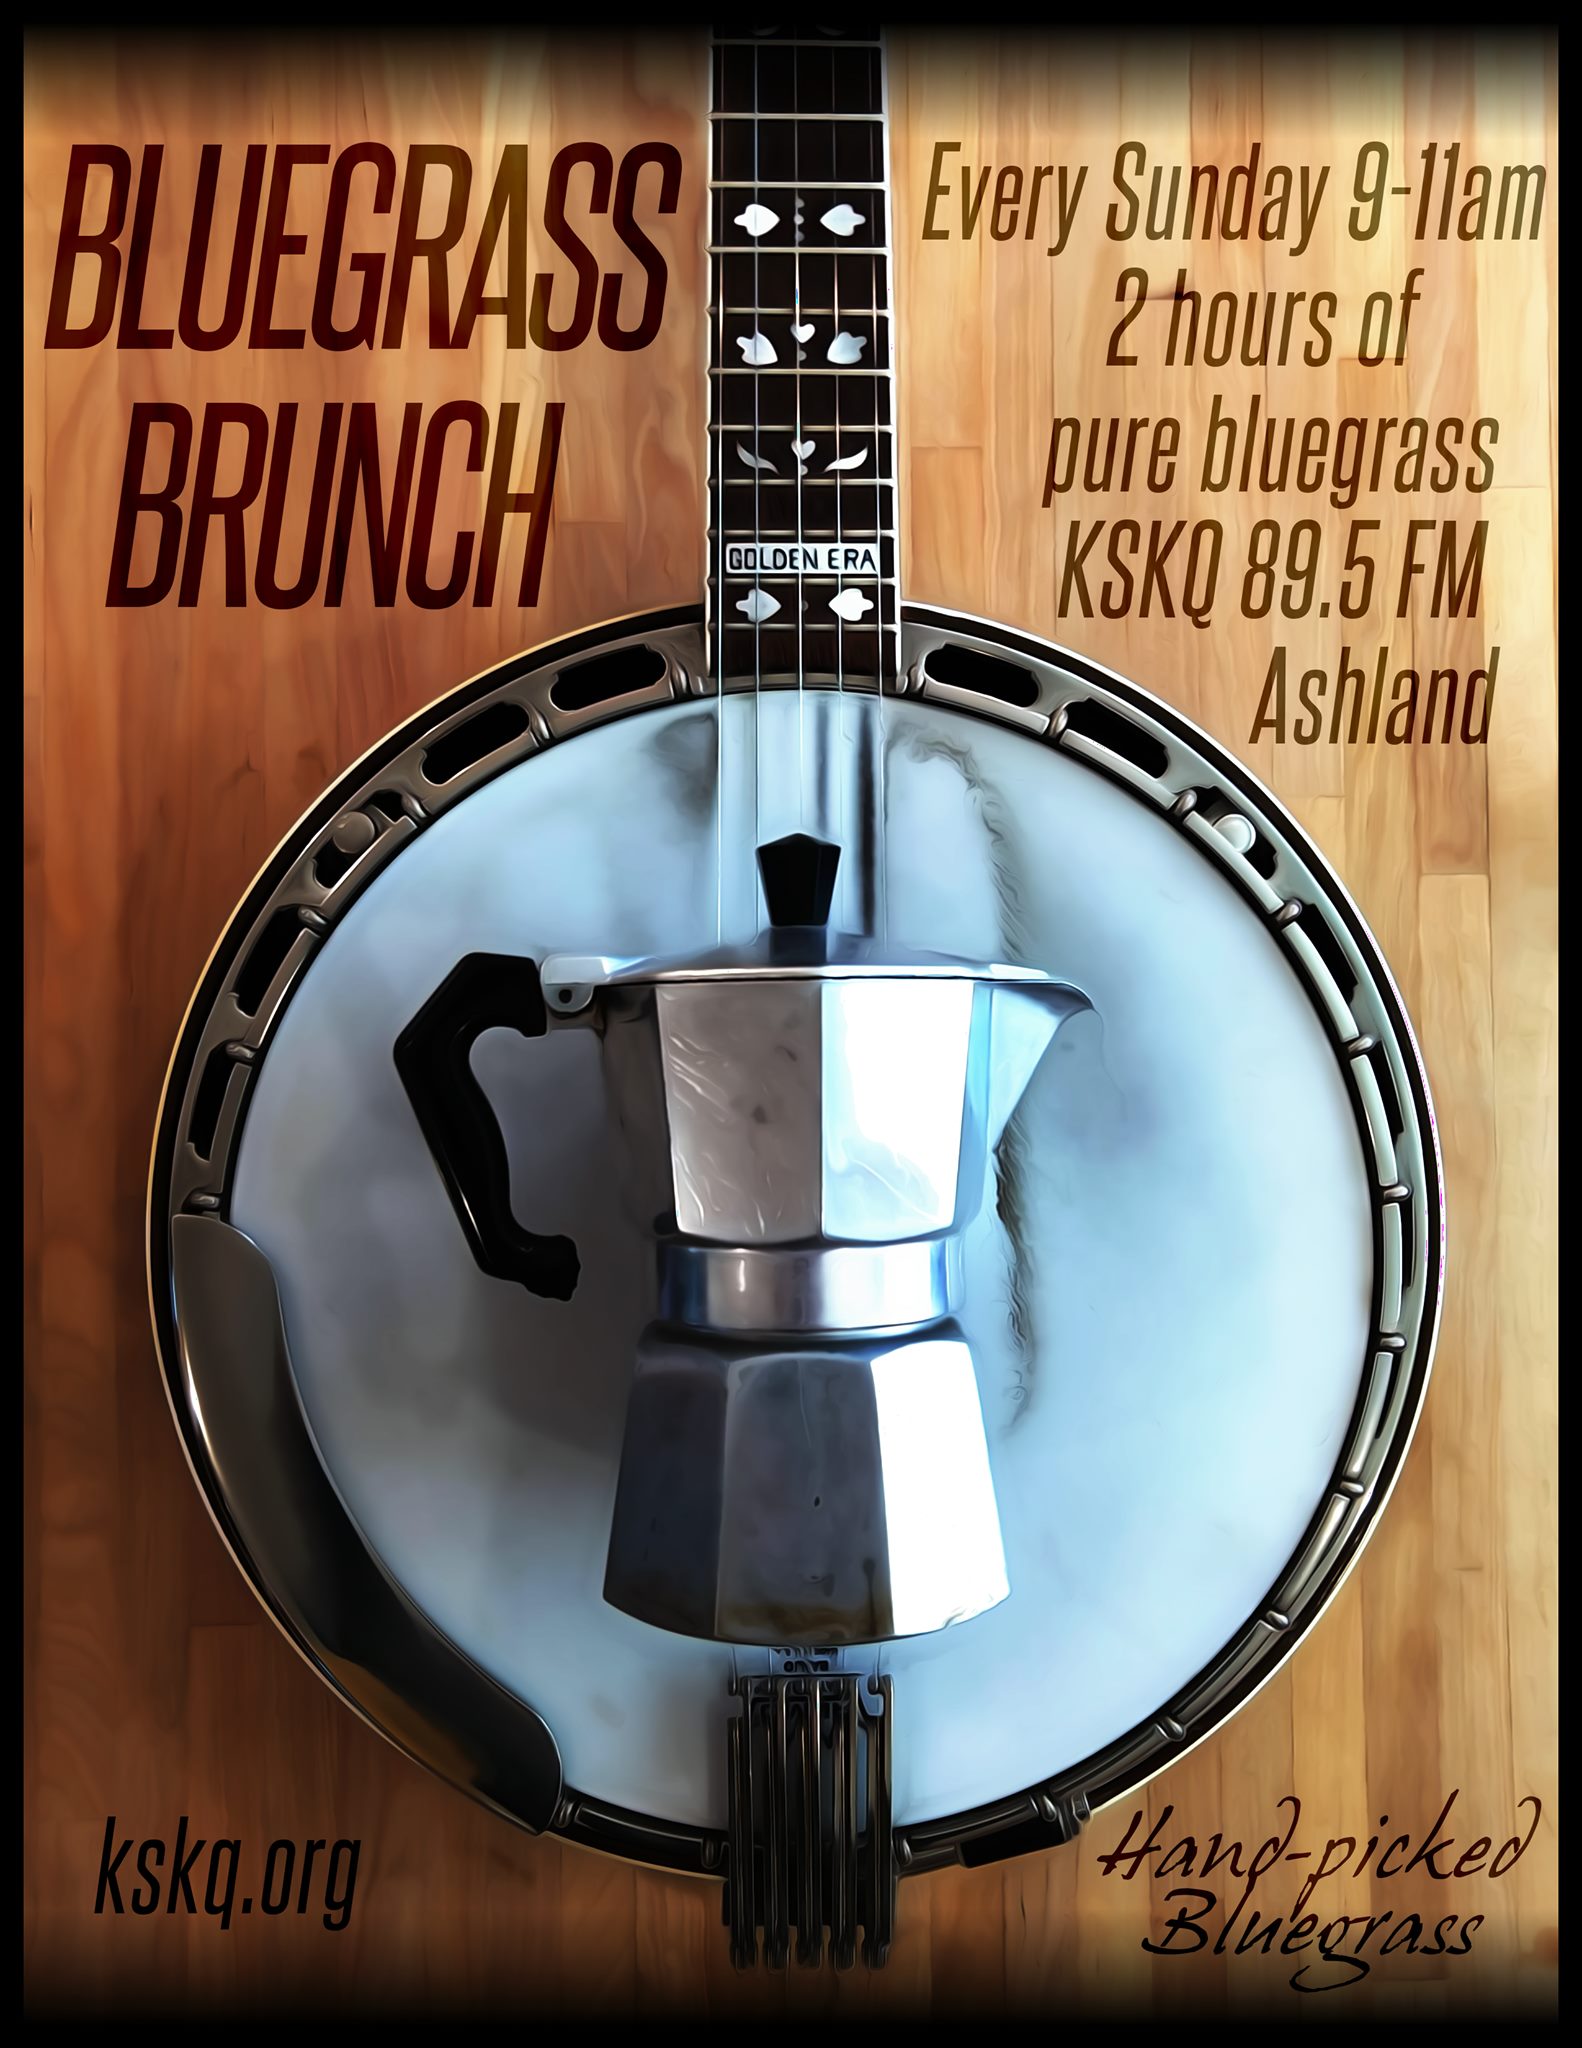 BLUEGRASS
BRUNCH
Every Sunday 9-11am
2 hours of
pure bluegrass
KSKQ 89.5 FM
Ashland
GOLDEN ERA
kskq.org
Hand-picked
Bluegrass